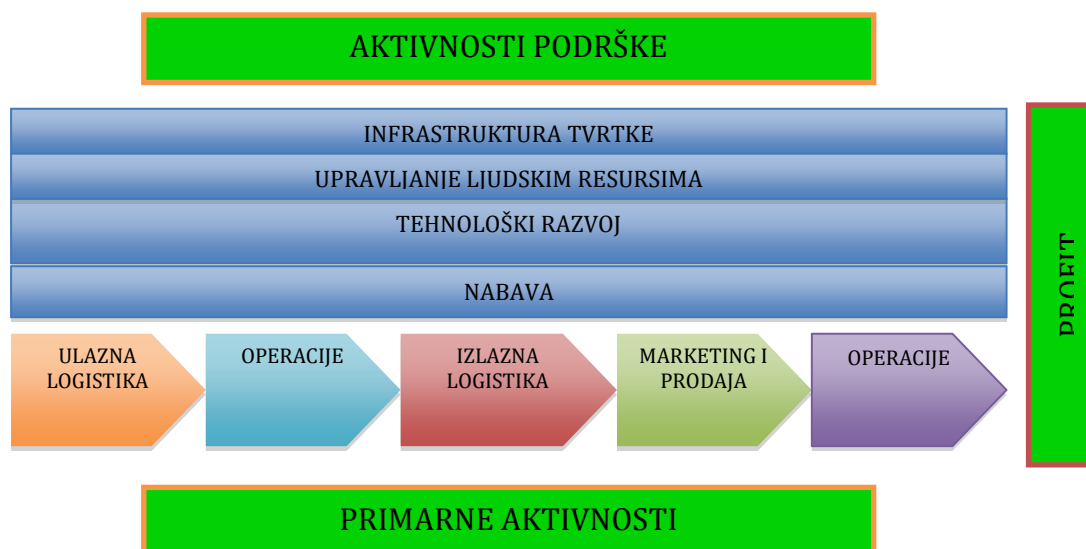 AKTIVNOSTI PODRŠKE
INFRASTRUKTURA TVRTKE
UPRAVLJANJE LJUDSKIM RESURSIMA
TEHNOLOŠKI RAZVOJ
NABAVA
ULAZNA
LOGISTIKA
OPERACIJE
IZLAZNA
LOGISTIKA
MARKETING I
PRODAJA
OPERACIJE
PROFIT
PRIMARNE AKTIVNOSTI